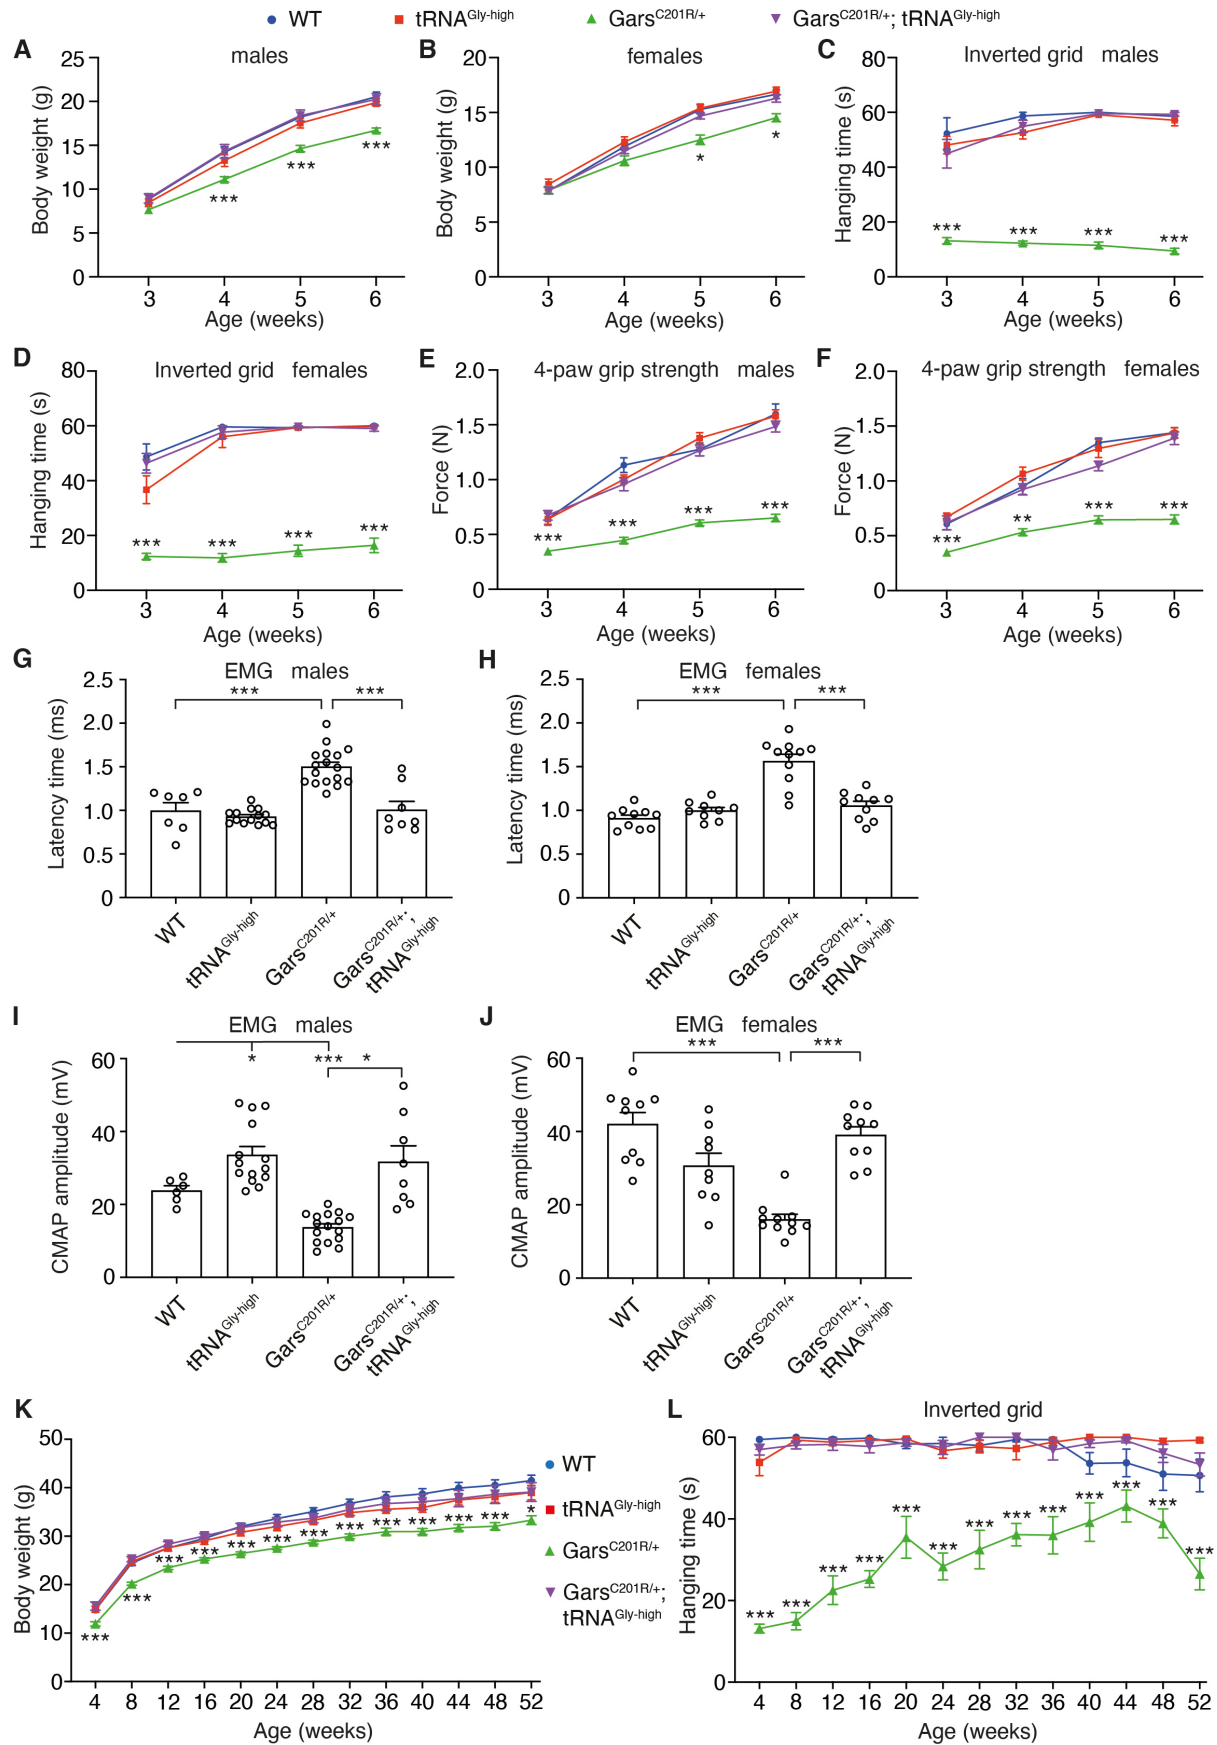 WT tRNA^Gly-high Gars^C201R/+ Gars^C201R/+; tRNA^Gly-high
A males
Body weight (g)
25
20
15
10
5
0
*** *** ***
3 4 5 6
Age (weeks)
B females
Body weight (g)
20
15
10
5
0
* *
3 4 5 6
Age (weeks)
C Inverted grid males
Hanging time (s)
80
60
40
20
0
*** *** *** ***
3 4 5 6
Age (weeks)
D Inverted grid females
Hanging time (s)
80
60
40
20
0
*** *** *** ***
3 4 5 6
Age (weeks)
E 4-paw grip strength males
Force (N)
2.0
1.5
1.0
0.5
0
*** *** *** ***
3 4 5 6
Age (weeks)
F 4-paw grip strength females
Force (N)
2.0
1.5
1.0
0.5
0
*** ** *** ***
3 4 5 6
Age (weeks)
G EMG males
Latency time (ms)
2.5
2.0
1.5
1.0
0.5
0
*** ***
WT
tRNA^Gly-high
Gars^C201R/+
Gars^C201R/+;
tRNA^Gly-high
H EMG females
Latency time (ms)
2.5
2.0
1.5
1.0
0.5
0
*** ***
WT
tRNA^Gly-high
Gars^C201R/+
Gars^C201R/+;
tRNA^Gly-high
I EMG males
CMAP amplitude (mV)
60
40
20
0
* *** *
WT
tRNA^Gly-high
Gars^C201R/+
Gars^C201R/+;
tRNA^Gly-high
J EMG females
CMAP amplitude (mV)
60
40
20
0
*** ***
WT
tRNA^Gly-high
Gars^C201R/+
Gars^C201R/+;
tRNA^Gly-high
K
Body weight (g)
50
40
30
20
10
0
*** *** *** *** *** *** *** *** *** *** *** *** *
4 8 12 16 20 24 28 32 36 40 44 48 52
Age (weeks)
WT
tRNA^Gly-high
Gars^C201R/+
Gars^C201R/+;
tRNA^Gly-high
L Inverted grid
Hanging time (s)
60
40
20
0
*** *** *** *** *** *** *** *** *** *** *** *** ***
4 8 12 16 20 24 28 32 36 40 44 48 52
Age (weeks)